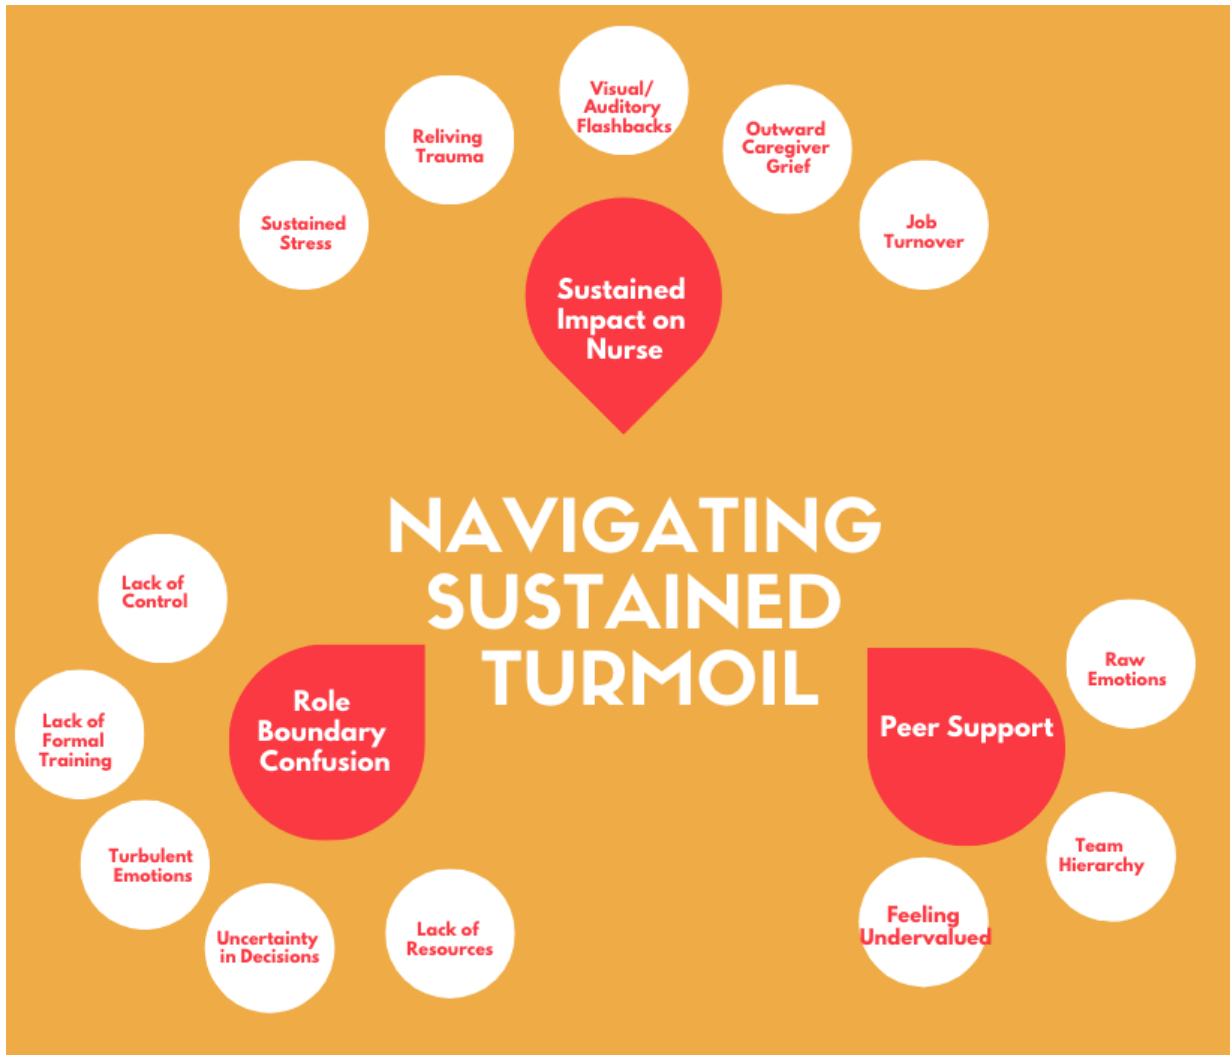 Visual/
Auditory
Flashbacks
Reliving
Trauma
Outward
Caregiver
Grief
Sustained
Stress
Job
Turnover
Sustained
Impact on
Nurse
NAVIGATING
SUSTAINED
TURMOIL
Lack of
Control
Role
Boundary
Confusion
Lack of
Formal
Training
Turbulent
Emotions
Uncertainty
in Decisions
Lack of
Resources
Peer Support
Raw
Emotions
Team
Hierarchy
Feeling
Undervalued